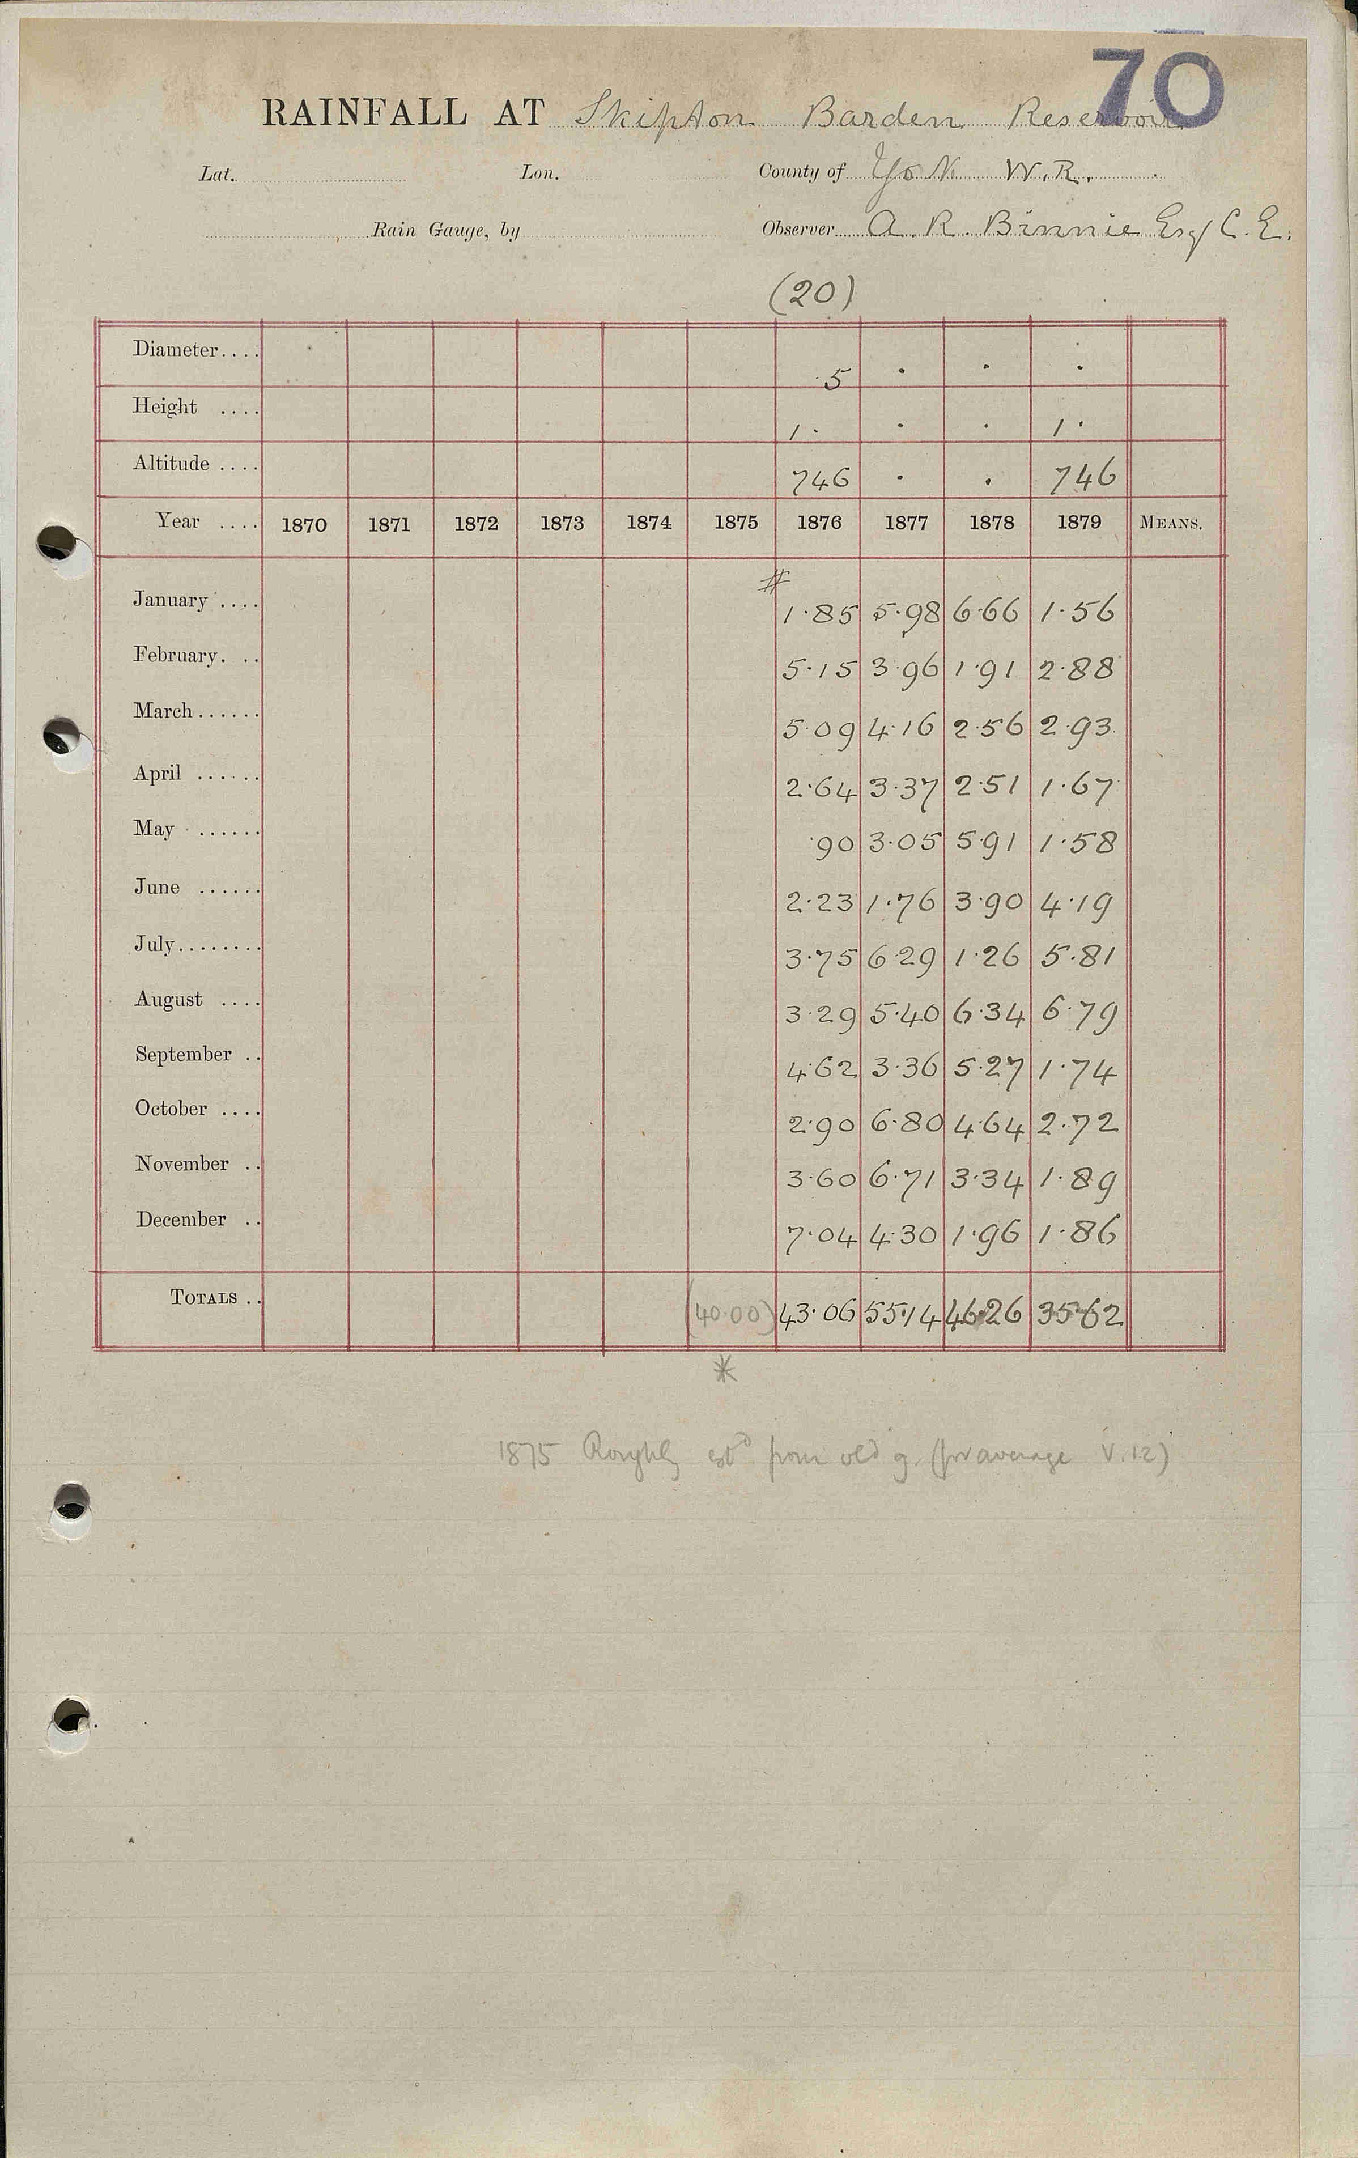 70
RAINFALL AT Skipton Barden Reservoir
Lat. Lon. County of York W.R.
Rain Gauge, by Observer A. R. Binnie Esq C. E.
(20)
Diameter.... 5 . . .
Height .... 1. . . 1.
Altitude .... 746 . . 746
Year .... 1870 1871 1872 1873 1874 1875 1876 1877 1878 1879 MEANS.
#
January .... 1.85 5.98 6.66 1.56
February. .. 5.15 3.96 1.91 2.88
March...... 5.09 4.16 2.56 2.93
April ...... 2.64 3.37 2.51 1.67
May ...... .90 3.05 5.91 1.58
June ...... 2.23 1.76 3.90 4.19
July........ 3.75 6.29 1.26 5.81
August .... 3.29 5.40 6.34 6.79
September .. 4.62 3.36 5.27 1.74
October .... 2.90 6.80 4.64 2.72
November .. 3.60 6.71 3.34 1.89
December .. 7.04 4.30 1.96 1.86
TOTALS .. (40.00) 43.06 55.14 46.26 35.62
*
1875 Roughly estd from old g. (for average V.12)